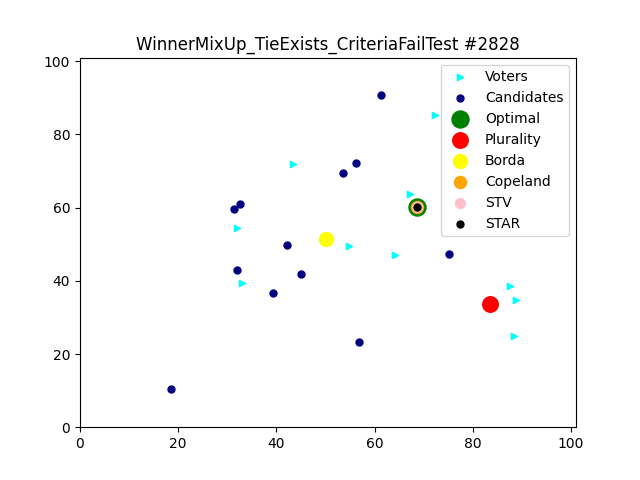 WinnerMixUp_TieExists_CriteriaFailTest #2828
100
80
60
40
20
0
0
20
40
60
80
100
Voters
Candidates
Optimal
Plurality
Borda
Copeland
STV
STAR